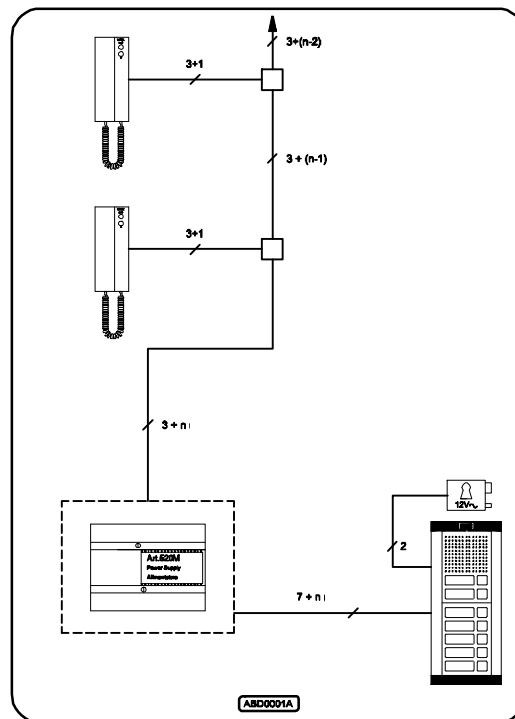 3+(n-2)
3+1
3 + (n-1)
3+1
3 + n
12V~
Art.520M
Power Supply
Alimentatore
2
7 + n
ABD0001A